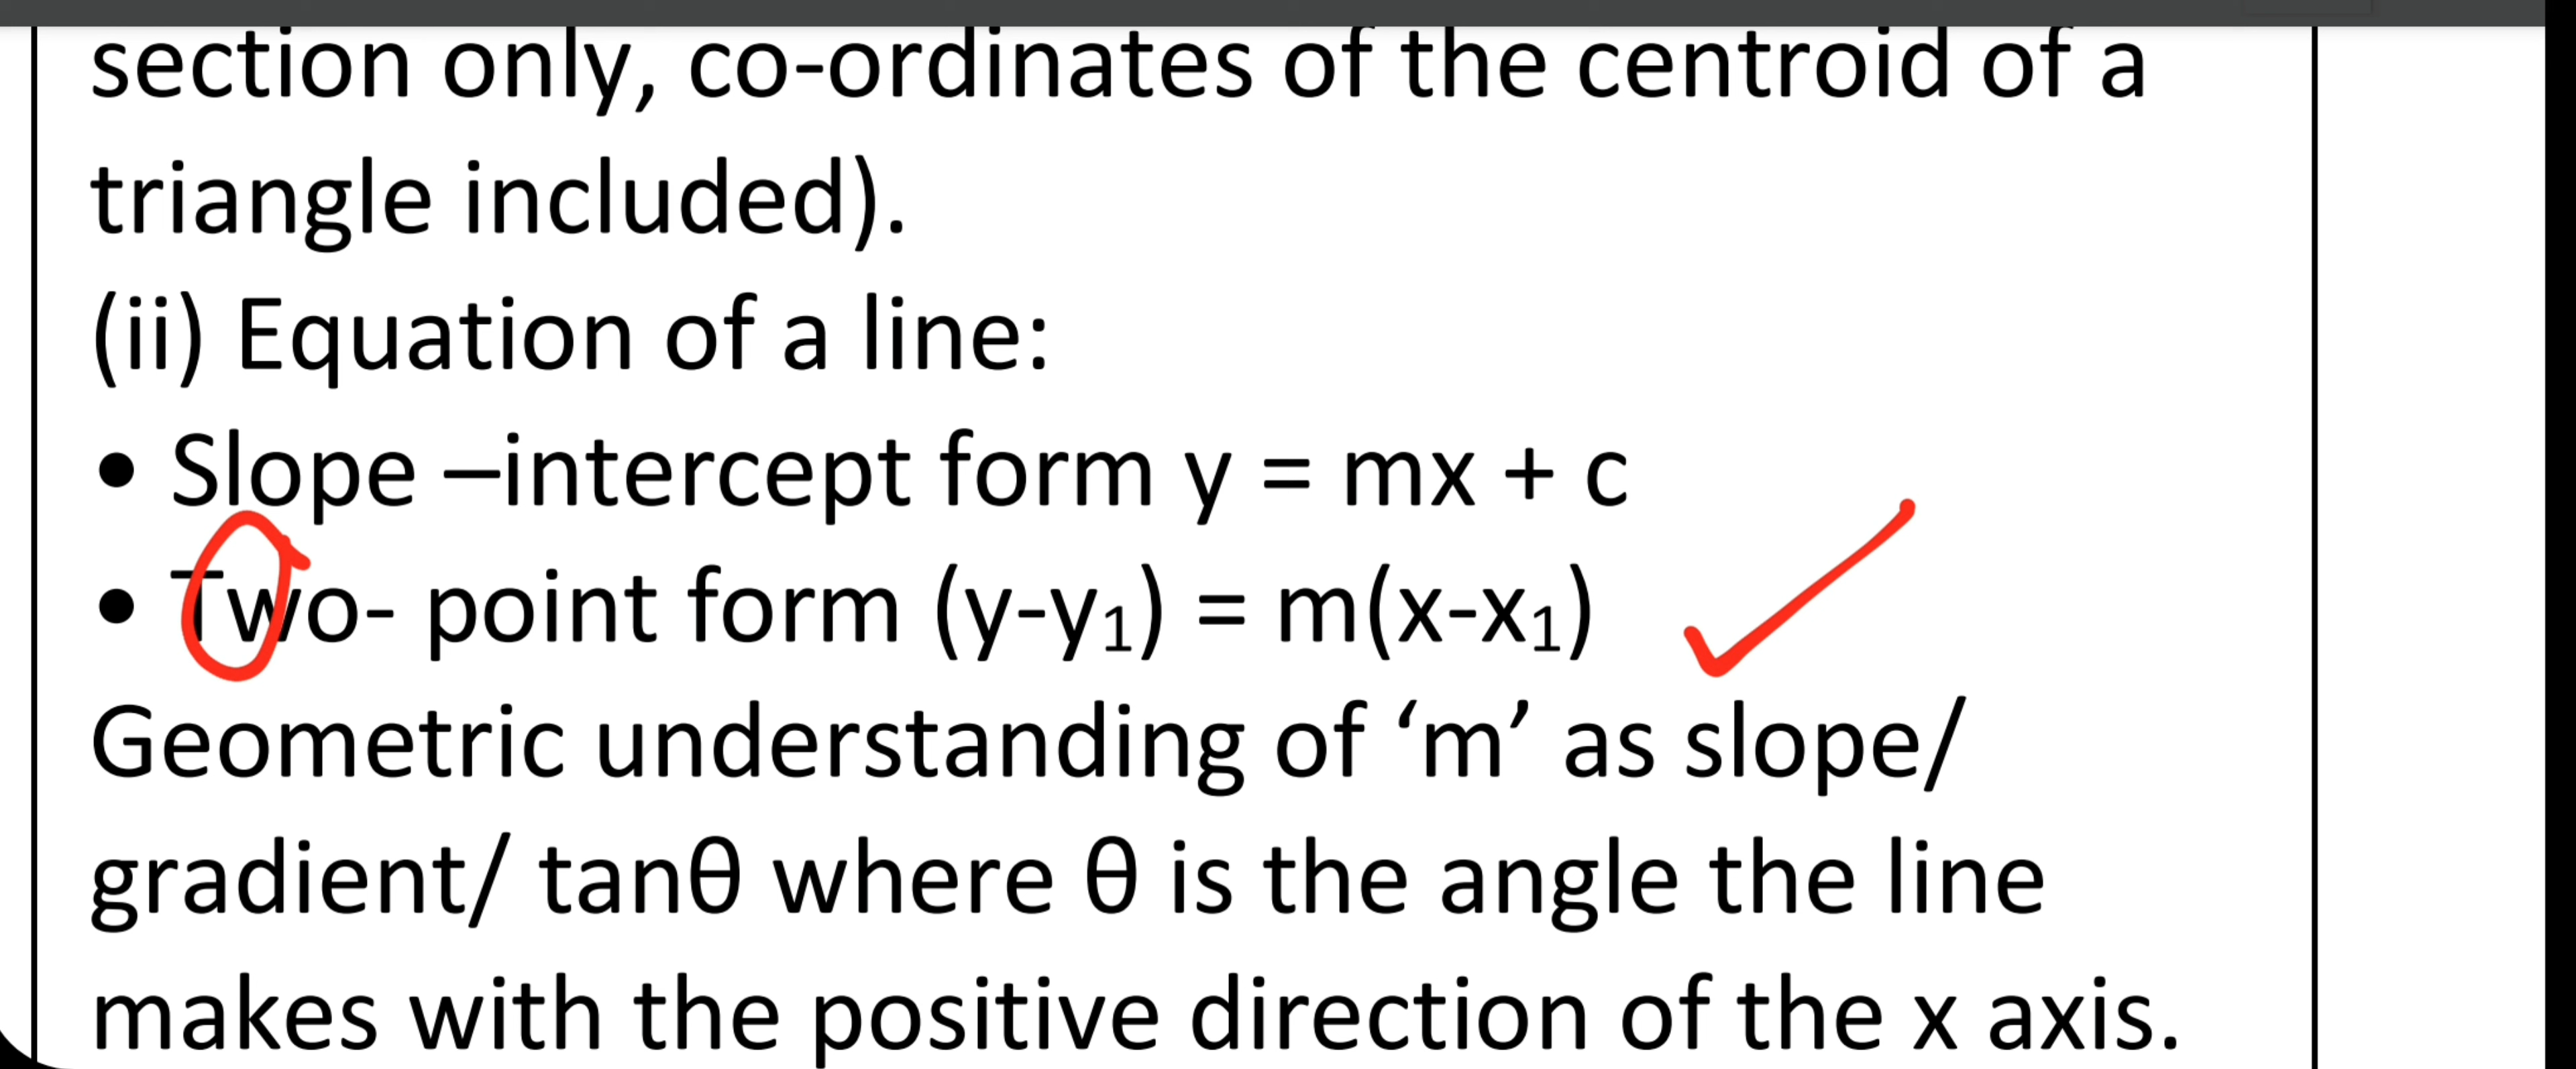 section only, co-ordinates of the centroid of a
triangle included).
(ii) Equation of a line:
• Slope –intercept form y = mx + c
• Two- point form (y-y₁) = m(x-x₁)
Geometric understanding of ‘m’ as slope/
gradient/ tanθ where θ is the angle the line
makes with the positive direction of the x axis.